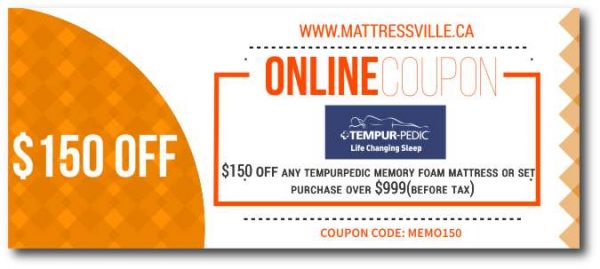 $150 OFF
WWW.MATTRESSVILLE.CA
ONLINECOUPON
TEMPUR-PEDIC
Life Changing Sleep
$150 OFF ANY TEMPURPEDIC MEMORY FOAM MATTRESS OR SET
PURCHASE OVER $999(BEFORE TAX)
COUPON CODE: MEMO150